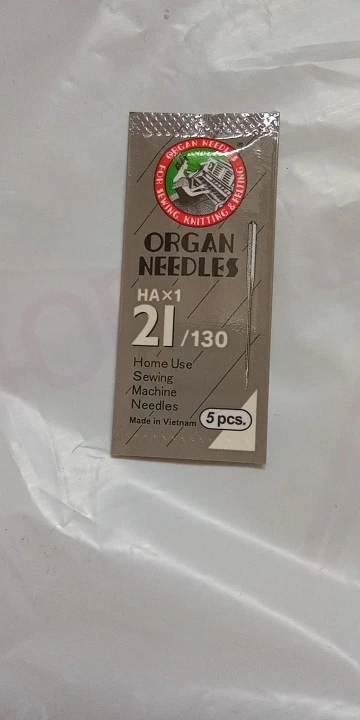 ORGAN NEEDLES
FOR SEWING KNITTING & FELTING
ORGAN
NEEDLES
HA×1
21/130
Home Use
Sewing
Machine
Needles
Made in Vietnam
5 pcs.